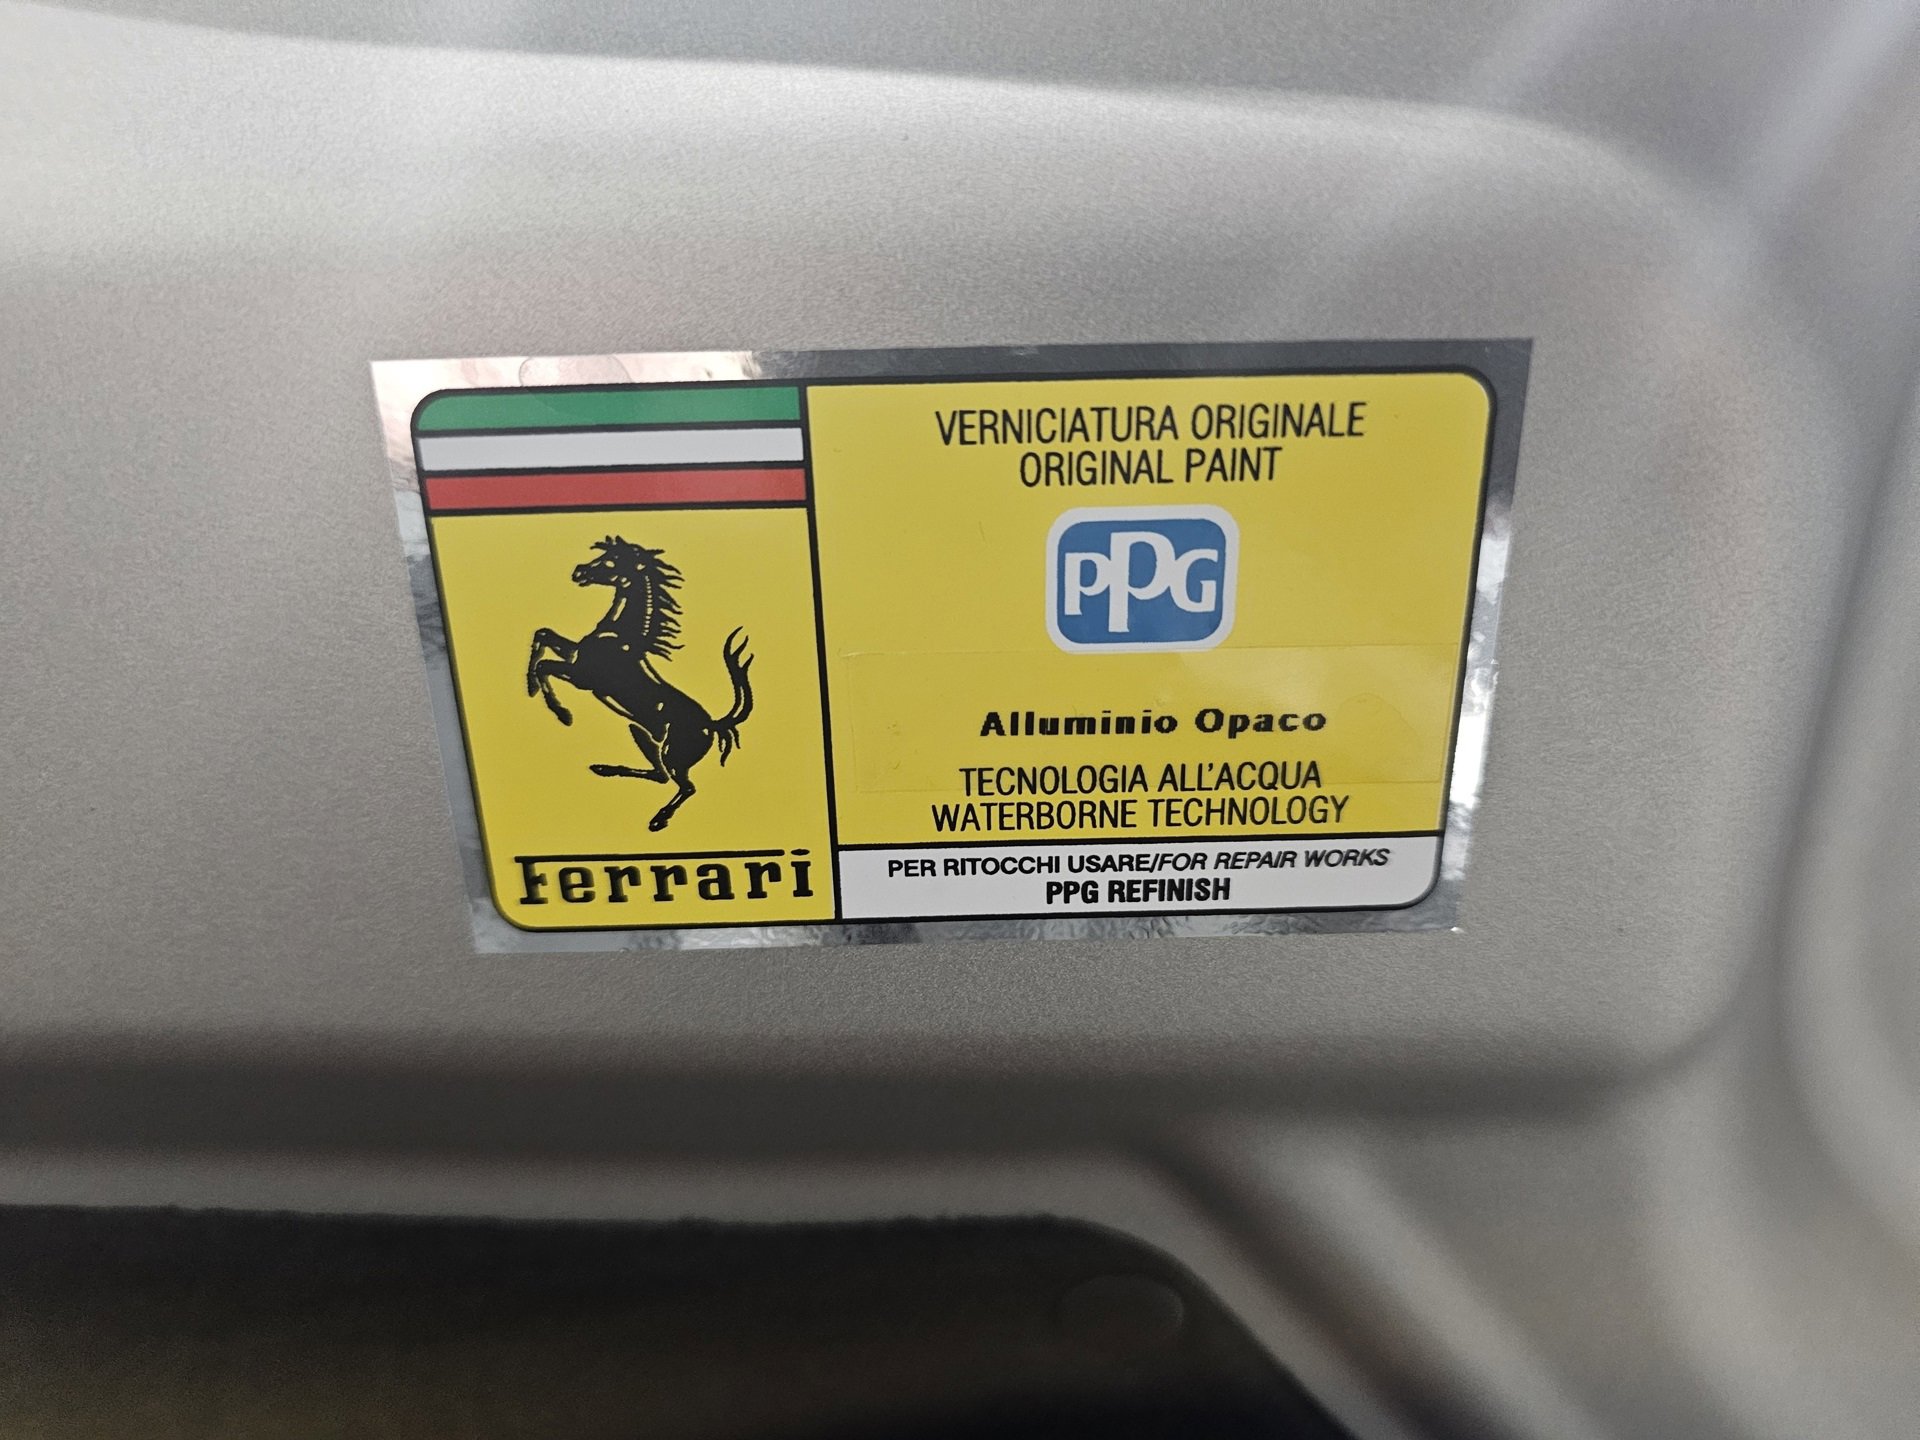 VERNICIATURA ORIGINALE
ORIGINAL PAINT
PPG
Alluminio Opaco
TECNOLOGIA ALL'ACQUA
WATERBORNE TECHNOLOGY
Ferrari
PER RITOCCHI USARE/FOR REPAIR WORKS
PPG REFINISH